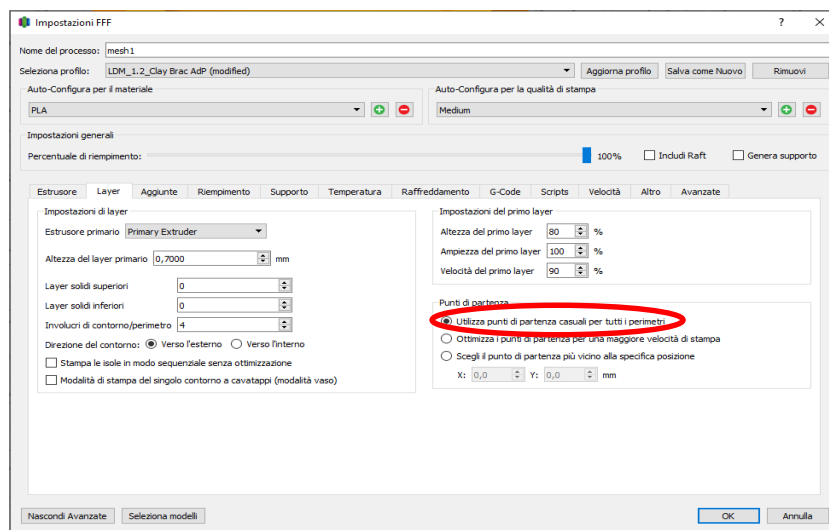 Impostazioni FFF
Nome del processo: mesh1
Seleziona profilo: LDM_1.2_Clay Brac AdP (modified) Aggiorna profilo Salva come Nuovo Rimuovi
Auto-Configura per il materiale Auto-Configura per la qualità di stampa
PLA Medium
Impostazioni generali
Percentuale di riempimento: 100% Includi Raft Genera supporto
Estrusore Layer Aggiunte Riempimento Supporto Temperatura Raffreddamento G-Code Scripts Velocità Altro Avanzate
Impostazioni di layer
Estrusore primario Primary Extruder
Altezza del layer primario 0,7000 mm
Layer solidi superiori 0
Layer solidi inferiori 0
Involucri di contorno/perimetro 4
Direzione del contorno: Verso l'esterno Verso l'interno
Stampa le isole in modo sequenziale senza ottimizzazione
Modalità di stampa del singolo contorno a cavatappi (modalità vaso)
Impostazioni del primo layer
Altezza del primo layer 80 %
Ampiezza del primo layer 100 %
Velocità del primo layer 90 %
Punti di partenza
Utilizza punti di partenza casuali per tutti i perimetri
Ottimizza i punti di partenza per una maggiore velocità di stampa
Scegli il punto di partenza più vicino alla specifica posizione
X: 0,0 Y: 0,0 mm
Nascondi Avanzate Seleziona modelli OK Annulla